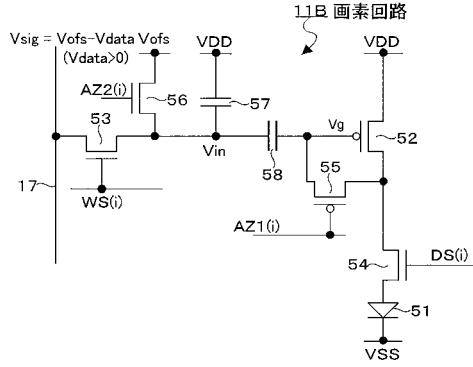 11B 画素回路
Vsig = Vofs-Vdata Vofs
(Vdata>0)
VDD
VDD
AZ2(i)
56
57
53
Vg
52
58
Vin
55
17
WS(i)
AZ1(i)
54
DS(i)
51
VSS